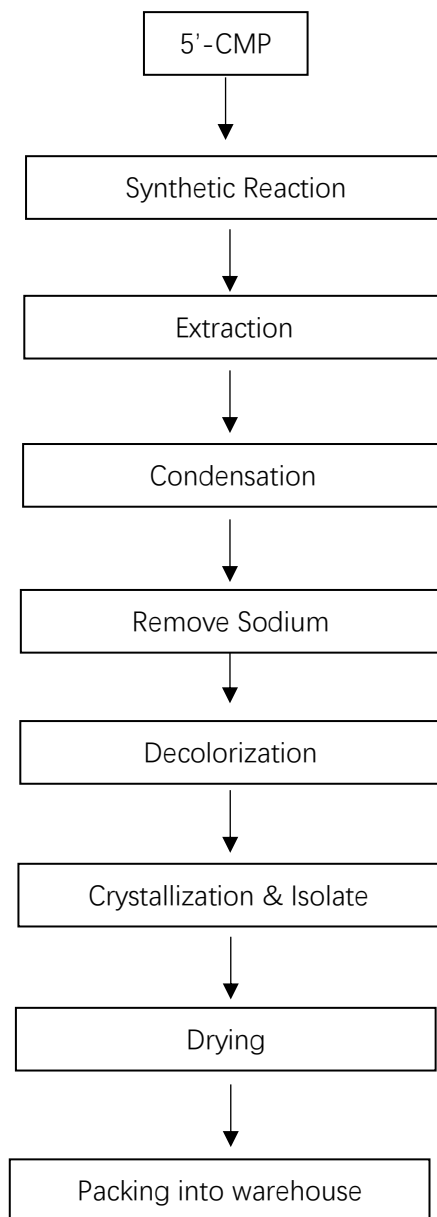 5’-CMP
Synthetic Reaction
Extraction
Condensation
Remove Sodium
Decolorization
Crystallization & Isolate
Drying
Packing into warehouse